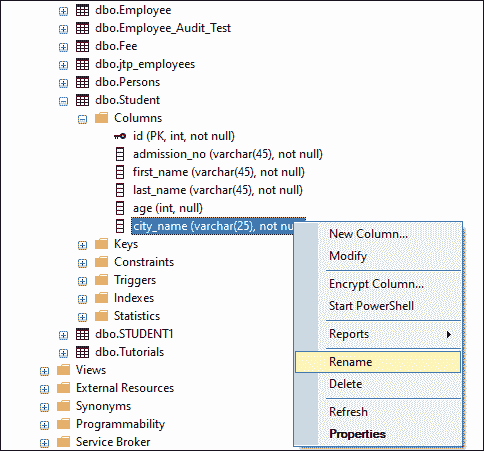 dbo.Employee
dbo.Employee_Audit_Test
dbo.Fee
dbo.jtp_employees
dbo.Persons
dbo.Student
Columns
id (PK, int, not null)
admission_no (varchar(45), not null)
first_name (varchar(45), not null)
last_name (varchar(45), not null)
age (int, null)
city_name (varchar(25), not nu
Keys
Constraints
Triggers
Indexes
Statistics
dbo.STUDENT1
dbo.Tutorials
Views
External Resources
Synonyms
Programmability
Service Broker
New Column...
Modify
Encrypt Column...
Start PowerShell
Reports
Rename
Delete
Refresh
Properties